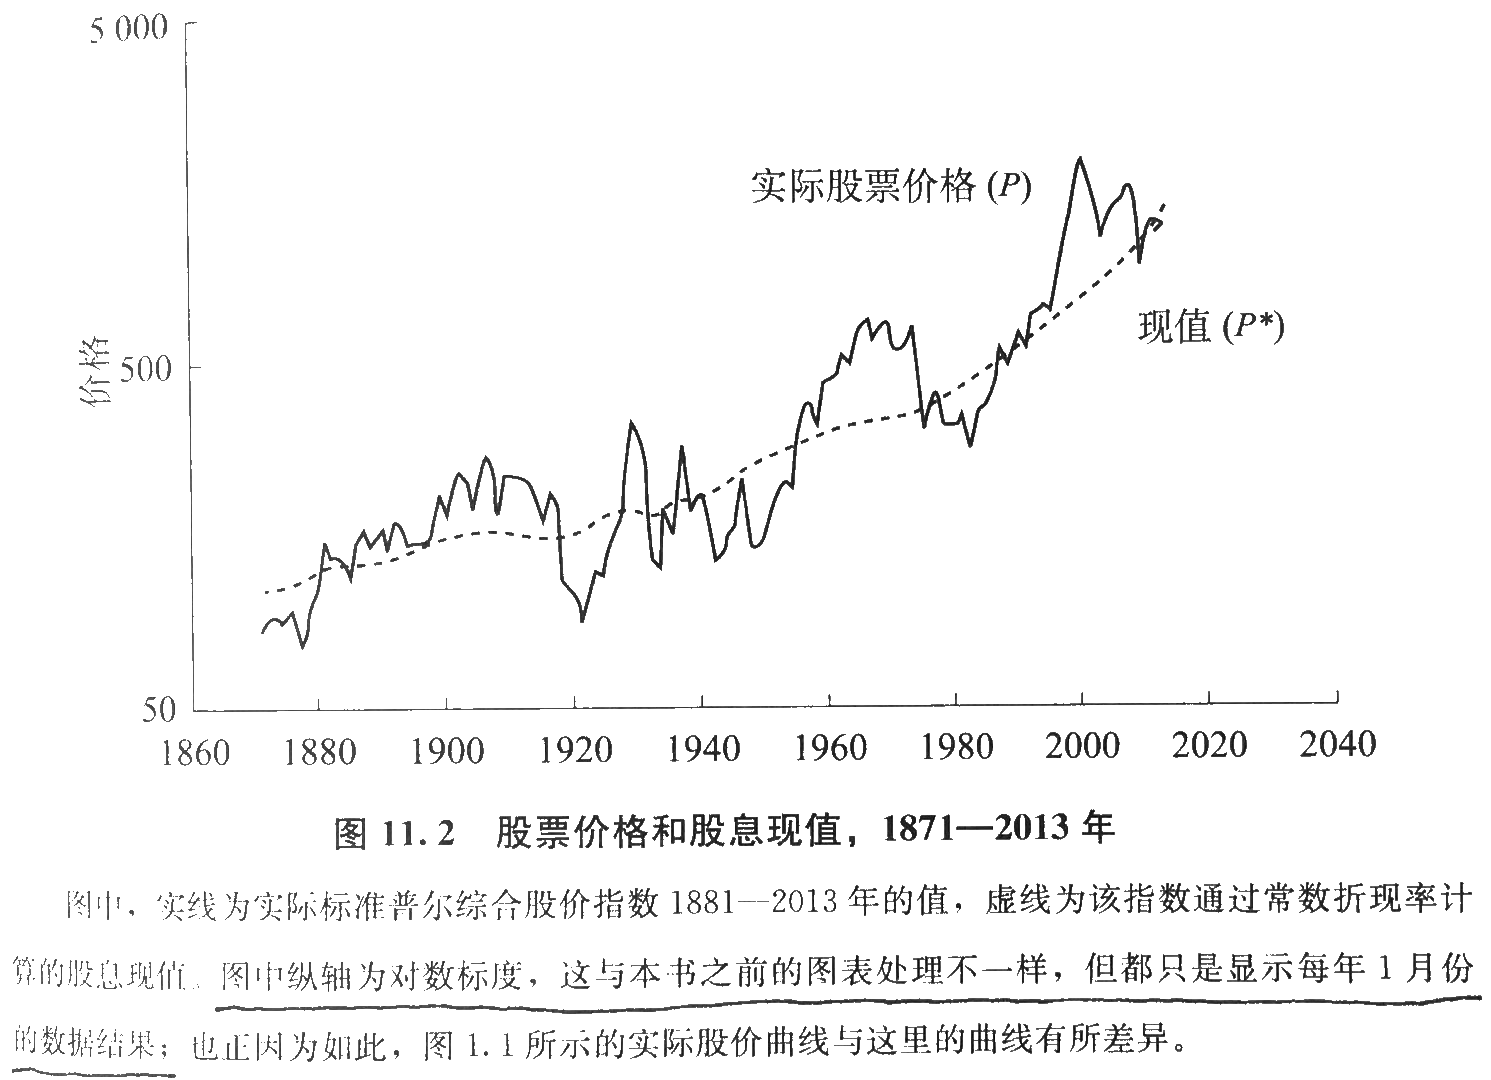 5 000
实际股票价格 (P)
现值 (P*)
价格
500
50
1860 1880 1900 1920 1940 1960 1980 2000 2020 2040
图 11.2 股票价格和股息现值，1871—2013 年
图中，实线为实际标准普尔综合股价指数 1881—2013 年的值，虚线为该指数通过常数折现率计
算的股息现值。图中纵轴为对数标度，这与本书之前的图表处理不一样，但都只是显示每年 1 月份
的数据结果；也正因为如此，图 1.1 所示的实际股价曲线与这里的曲线有所差异。